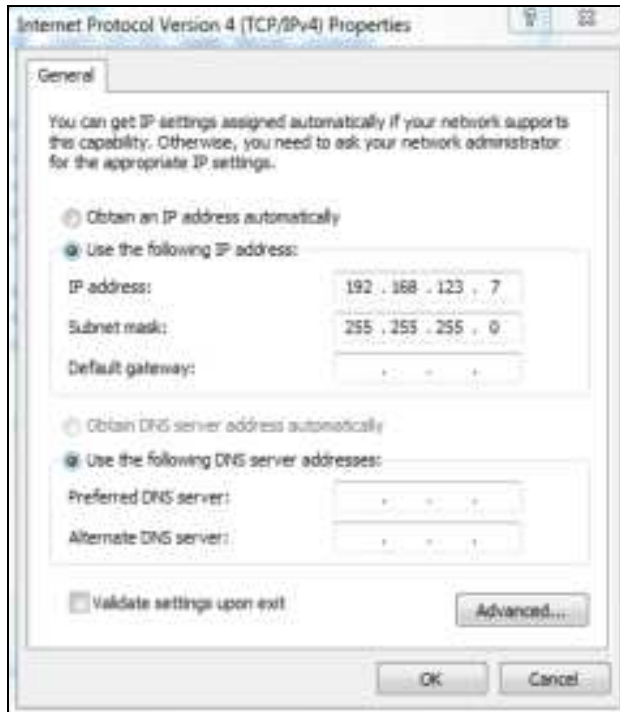 Internet Protocol Version 4 (TCP/IPv4) Properties
General
You can get IP settings assigned automatically if your network supports
this capability. Otherwise, you need to ask your network administrator
for the appropriate IP settings.
Obtain an IP address automatically
Use the following IP address:
IP address: 192 . 168 . 123 . 7
Subnet mask: 255 . 255 . 255 . 0
Default gateway: . . .
Obtain DNS server address automatically
Use the following DNS server addresses:
Preferred DNS server: . . .
Alternate DNS server: . . .
Validate settings upon exit
Advanced...
OK Cancel